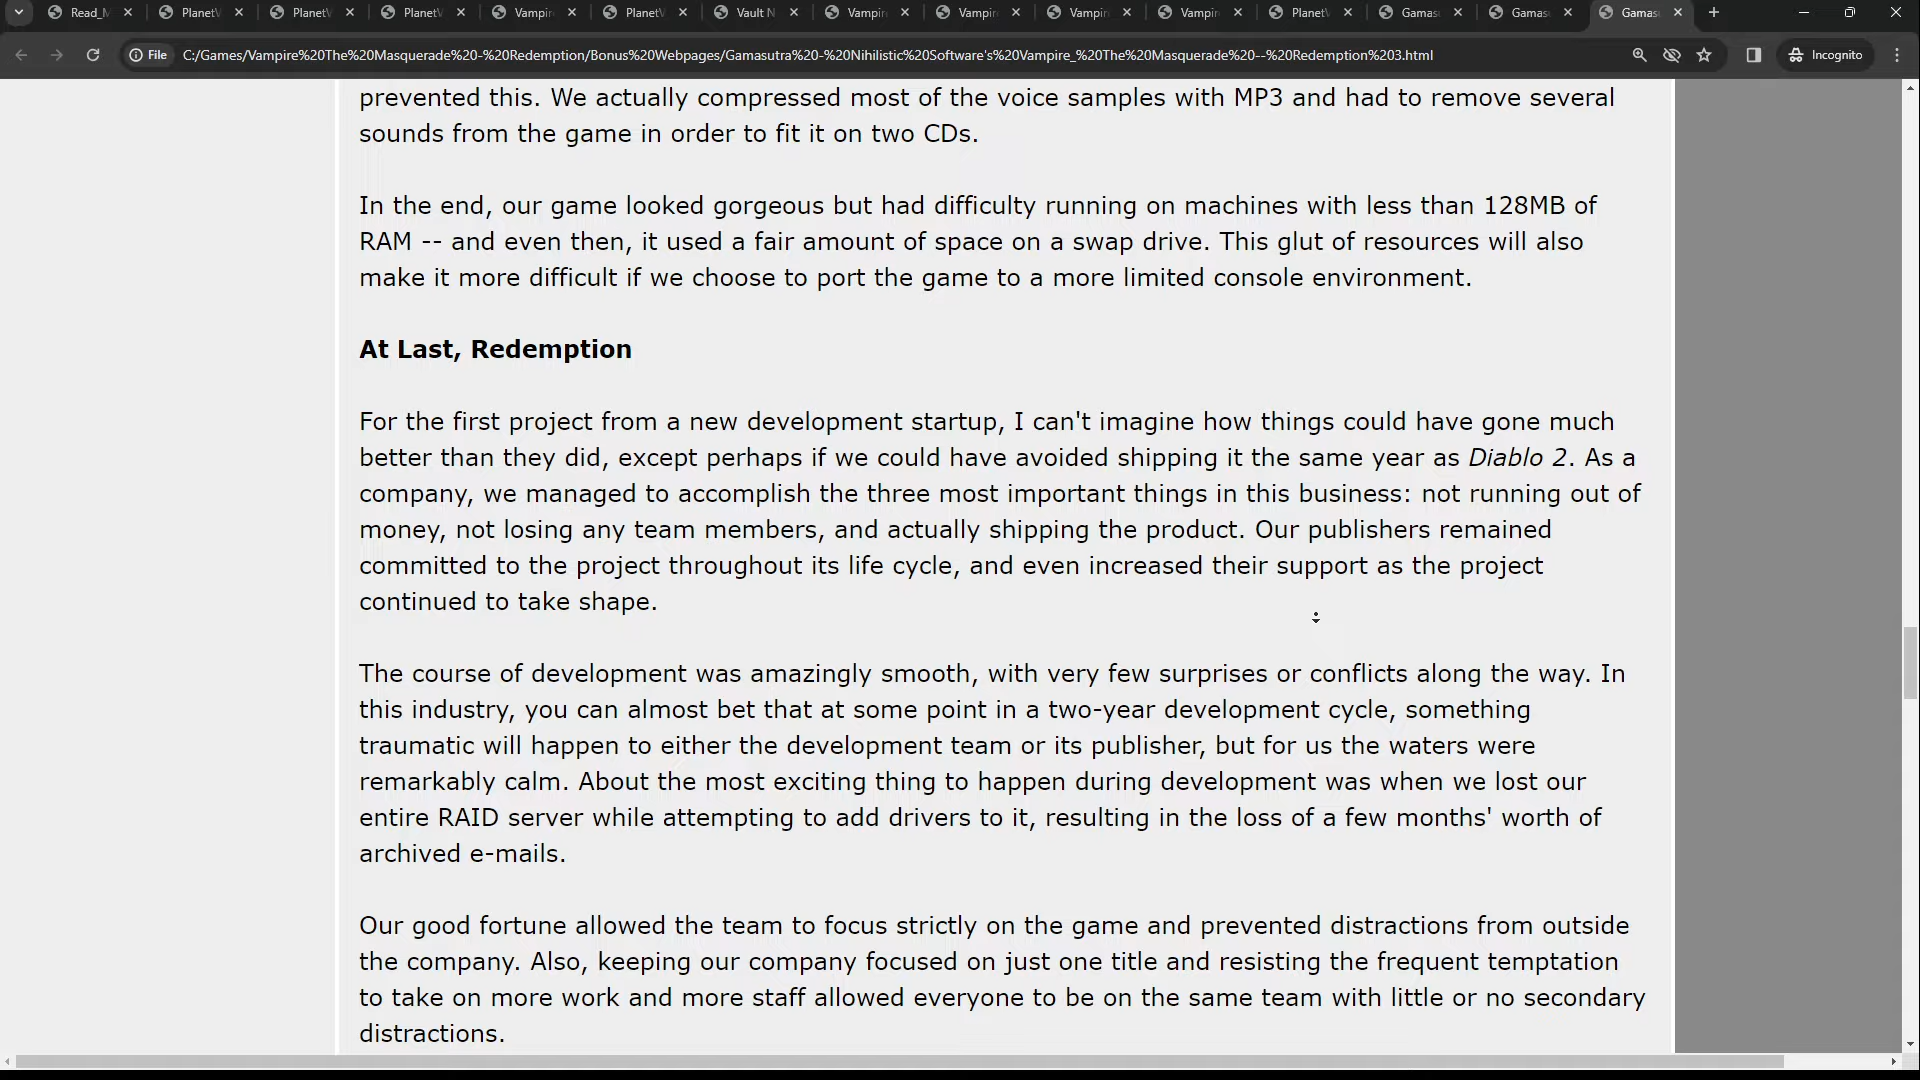 Read_M
PlanetV
PlanetV
PlanetV
Vampir
PlanetV
Vault N
Vampir
Vampir
Vampir
Vampir
PlanetV
Gamas
Gamas
Gamas
File
C:/Games/Vampire%20The%20Masquerade%20-%20Redemption/Bonus%20Webpages/Gamasutra%20-%20Nihilistic%20Software's%20Vampire_%20The%20Masquerade%20--%20Redemption%203.html
Incognito
prevented this. We actually compressed most of the voice samples with MP3 and had to remove several
sounds from the game in order to fit it on two CDs.
In the end, our game looked gorgeous but had difficulty running on machines with less than 128MB of
RAM -- and even then, it used a fair amount of space on a swap drive. This glut of resources will also
make it more difficult if we choose to port the game to a more limited console environment.
At Last, Redemption
For the first project from a new development startup, I can't imagine how things could have gone much
better than they did, except perhaps if we could have avoided shipping it the same year as Diablo 2. As a
company, we managed to accomplish the three most important things in this business: not running out of
money, not losing any team members, and actually shipping the product. Our publishers remained
committed to the project throughout its life cycle, and even increased their support as the project
continued to take shape.
The course of development was amazingly smooth, with very few surprises or conflicts along the way. In
this industry, you can almost bet that at some point in a two-year development cycle, something
traumatic will happen to either the development team or its publisher, but for us the waters were
remarkably calm. About the most exciting thing to happen during development was when we lost our
entire RAID server while attempting to add drivers to it, resulting in the loss of a few months' worth of
archived e-mails.
Our good fortune allowed the team to focus strictly on the game and prevented distractions from outside
the company. Also, keeping our company focused on just one title and resisting the frequent temptation
to take on more work and more staff allowed everyone to be on the same team with little or no secondary
distractions.